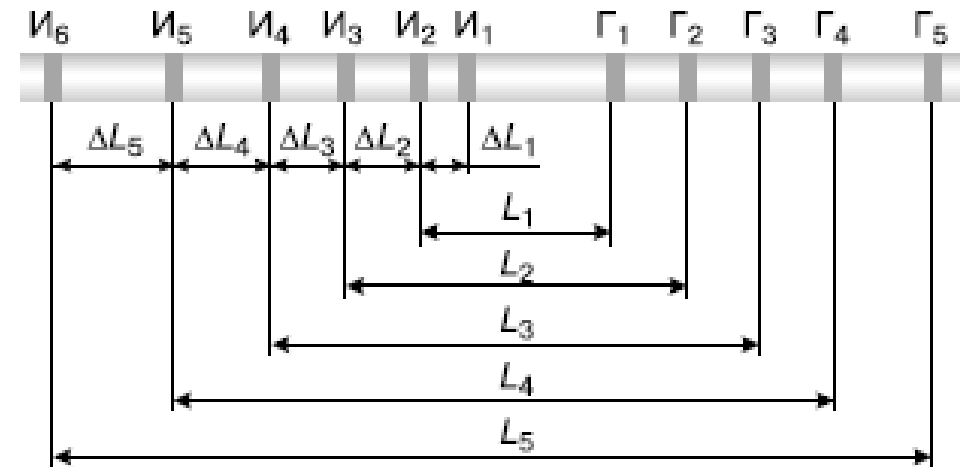 И₆ И₅ И₄ И₃ И₂ И₁ Г₁ Г₂ Г₃ Г₄ Г₅
ΔL₅ ΔL₄ ΔL₃ ΔL₂ ΔL₁
L₁
L₂
L₃
L₄
L₅